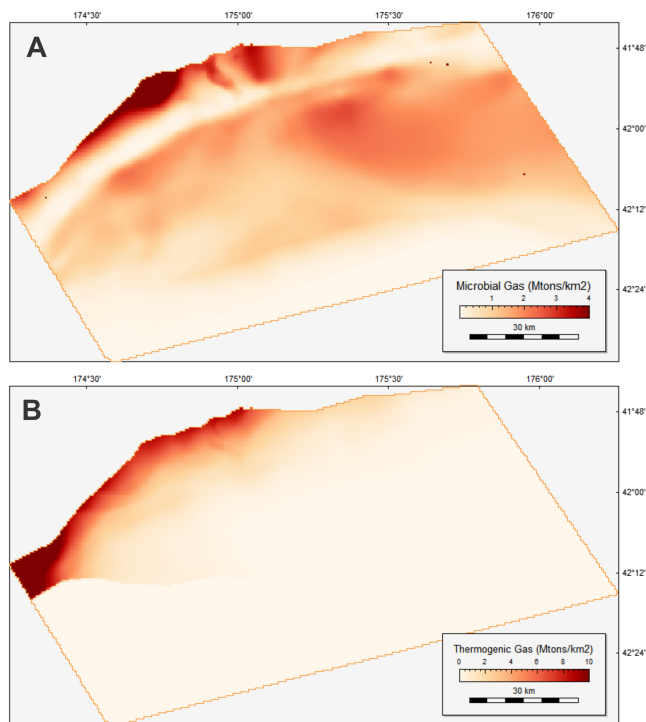 174°30' 175°00' 175°30' 176°00'
A
41°48'
42°00'
42°12'
42°24'
Microbial Gas (Mtons/km2)
1 2 3 4
30 km
174°30' 175°00' 175°30' 176°00'
B
41°48'
42°00'
42°12'
42°24'
Thermogenic Gas (Mtons/km2)
0 2 4 6 8 10
30 km